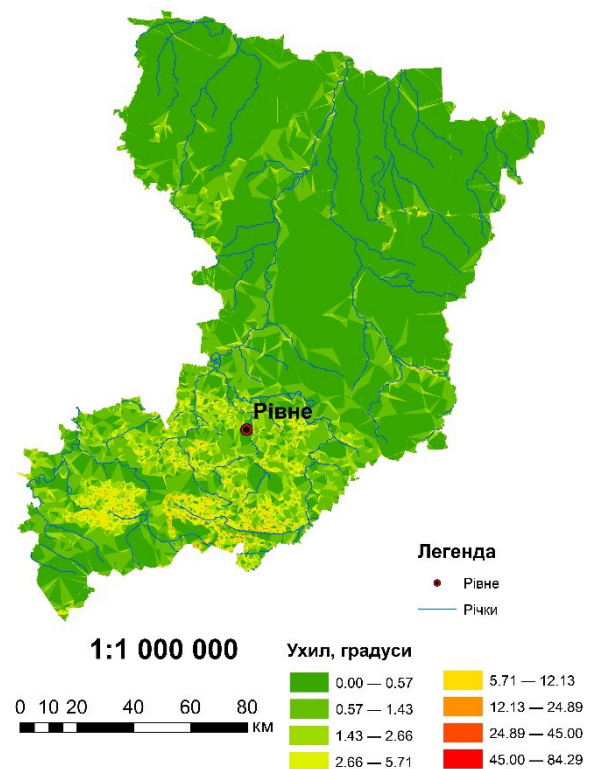 Рівне
Легенда
Рівне
Річки
1:1 000 000
0 10 20 40 60 80
КМ
Ухил, градуси
0.00 — 0.57
0.57 — 1.43
1.43 — 2.66
2.66 — 5.71
5.71 — 12.13
12.13 — 24.89
24.89 — 45.00
45.00 — 84.29